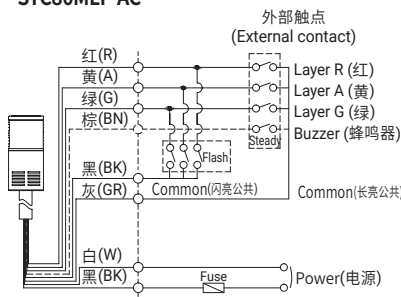 STC80MLF-AC
外部触点
(External contact)
红(R)
黄(A)
绿(G)
棕(BN)
Layer R (红)
Layer A (黄)
Layer G (绿)
Buzzer (蜂鸣器)
Steady
Flash
黑(BK)
灰(GR)
Common(闪亮公共)
Common(长亮公共)
白(W)
黑(BK)
Fuse
Power(电源)